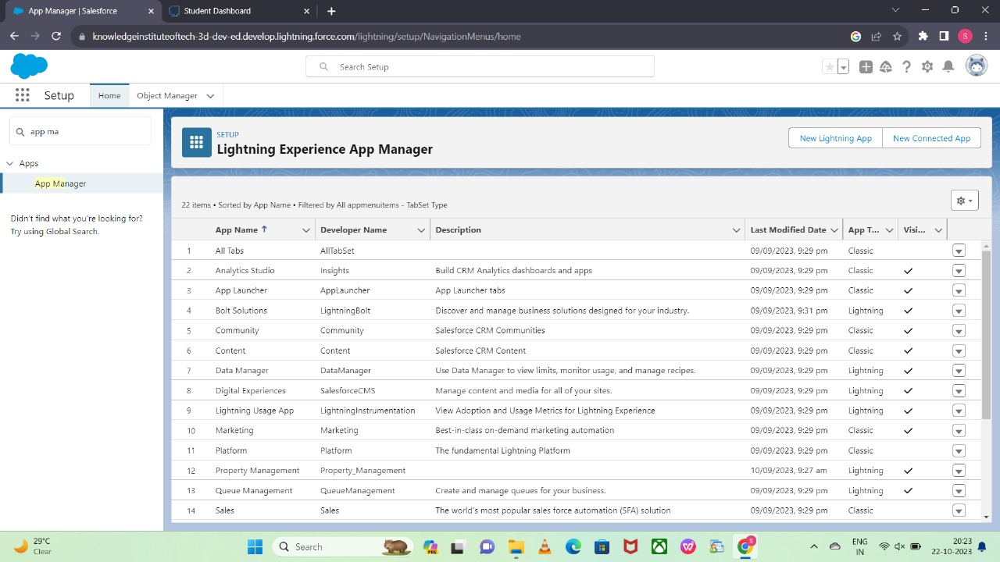 App Manager | Salesforce
Student Dashboard
knowledgeinstituteoftech-3d-dev-ed.develop.lightning.force.com/lightning/setup/NavigationMenus/home
S
Search Setup
Setup
Home
Object Manager
app ma
Apps
App Manager
Didn't find what you're looking for?
Try using Global Search.
SETUP
Lightning Experience App Manager
New Lightning App
New Connected App
22 items • Sorted by App Name • Filtered by All appmenuitems - TabSet Type
App Name Developer Name Description Last Modified Date App T... Visi...
1 All Tabs AllTabSet 09/09/2023, 9:29 pm Classic
2 Analytics Studio Insights Build CRM Analytics dashboards and apps 09/09/2023, 9:29 pm Classic
3 App Launcher AppLauncher App Launcher tabs 09/09/2023, 9:29 pm Classic
4 Bolt Solutions LightningBolt Discover and manage business solutions designed for your industry. 09/09/2023, 9:31 pm Lightning
5 Community Community Salesforce CRM Communities 09/09/2023, 9:29 pm Classic
6 Content Content Salesforce CRM Content 09/09/2023, 9:29 pm Classic
7 Data Manager DataManager Use Data Manager to view limits, monitor usage, and manage recipes. 09/09/2023, 9:29 pm Lightning
8 Digital Experiences SalesforceCMS Manage content and media for all of your sites. 09/09/2023, 9:29 pm Lightning
9 Lightning Usage App LightningInstrumentation View Adoption and Usage Metrics for Lightning Experience 09/09/2023, 9:29 pm Lightning
10 Marketing Marketing Best-in-class on-demand marketing automation 09/09/2023, 9:29 pm Classic
11 Platform Platform The fundamental Lightning Platform 09/09/2023, 9:29 pm Classic
12 Property Management Property_Management 10/09/2023, 9:27 am Lightning
13 Queue Management QueueManagement Create and manage queues for your business. 09/09/2023, 9:29 pm Lightning
14 Sales Sales The world's most popular sales force automation (SFA) solution 09/09/2023, 9:29 pm Classic
29°C
Clear
Search
PRE
S
ENG
IN
20:23
22-10-2023